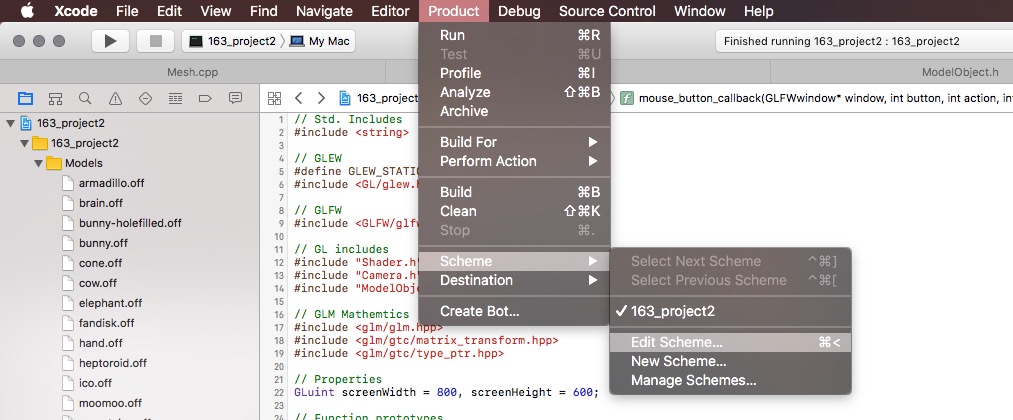 Xcode File Edit View Find Navigate Editor Product Debug Source Control Window Help
163_project2 My Mac
Finished running 163_project2 : 163_project2
Mesh.cpp
ModelObject.h
163_project2
163_project2
Models
armadillo.off
brain.off
bunny-holefilled.off
bunny.off
cone.off
cow.off
elephant.off
fandisk.off
hand.off
heptoroid.off
ico.off
moomoo.off
163_project
mouse_button_callback(GLFWwindow* window, int button, int action, in
1 // Std. Includes
2 #include <string>
3
4 // GLEW
5 #define GLEW_STATI
6 #include <GL/glew.
7
8 // GLFW
9 #include <GLFW/glf
10
11 // GL includes
12 #include "Shader.h"
13 #include "Camera.h"
14 #include "ModelObj
15
16 // GLM Mathemtics
17 #include <glm/glm.hpp>
18 #include <glm/gtc/matrix_transform.hpp>
19 #include <glm/gtc/type_ptr.hpp>
20
21 // Properties
22 GLuint screenWidth = 800, screenHeight = 600;
23
24 // Function prototypes
Run ⌘R
Test ⌘U
Profile ⌘I
Analyze ⇧⌘B
Archive
Build For
Perform Action
Build ⌘B
Clean ⇧⌘K
Stop ⌘.
Scheme
Destination
Create Bot...
Select Next Scheme ^⌘]
Select Previous Scheme ^⌘[
✓ 163_project2
Edit Scheme... ⌘<
New Scheme...
Manage Schemes...